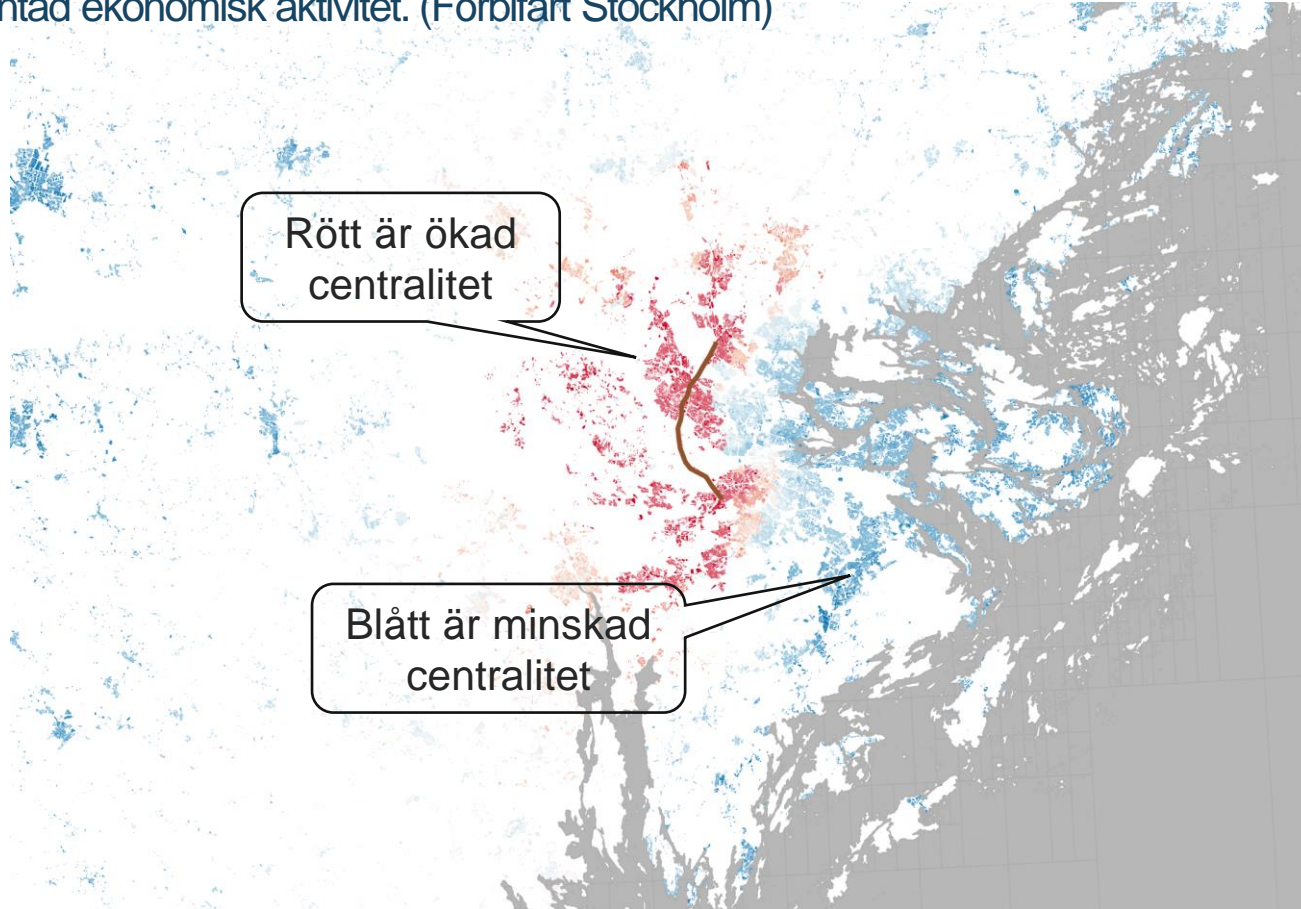 ntad ekonomisk aktivitet. (Förbifart Stockholm)
Rött är ökad
centralitet
Blått är minskad
centralitet